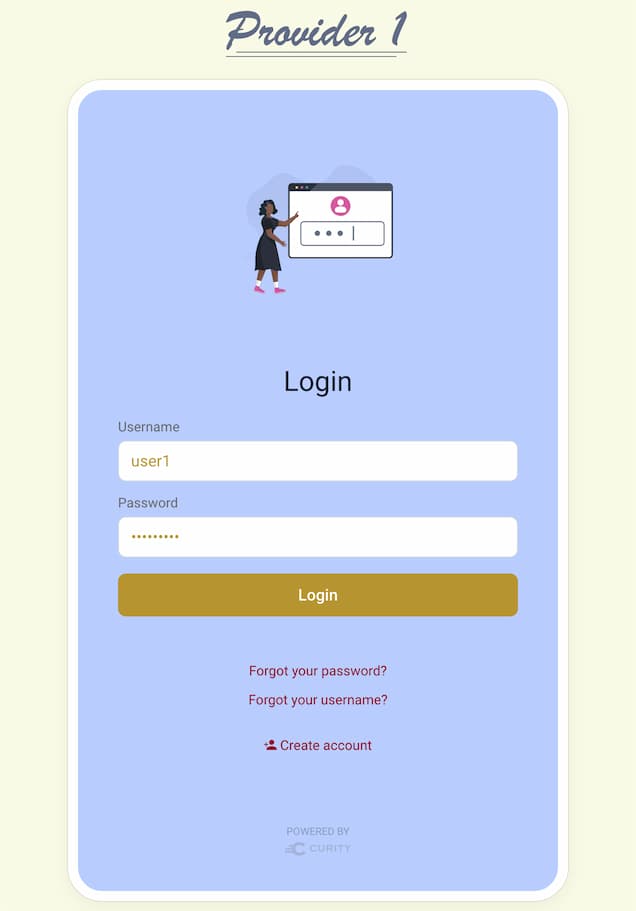 Provider 1
Login
Username
user1
Password
•••••••••
Login
Forgot your password?
Forgot your username?
Create account
POWERED BY
CURITY